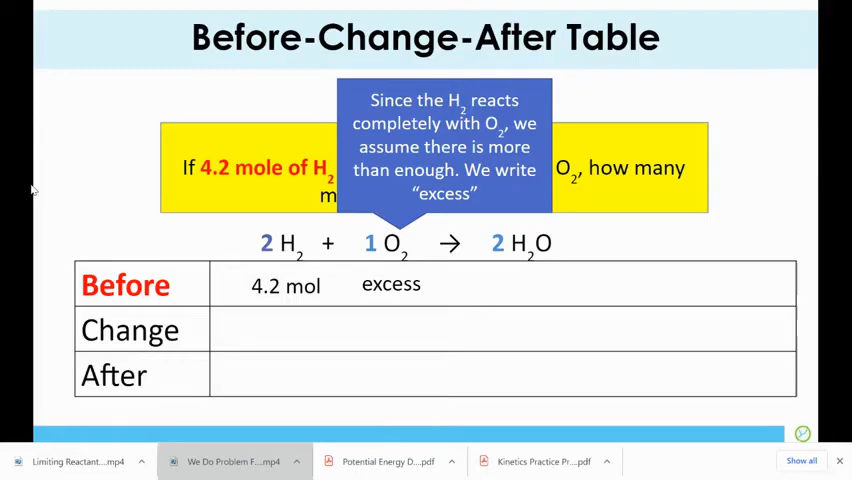 Before-Change-After Table
Since the H2 reacts
completely with O2, we
assume there is more
than enough. We write
“excess”
If 4.2 mole of H2 O2, how many
m
2 H2 + 1 O2 → 2 H2O
Before 4.2 mol excess
Change
After
Limiting Reactant....mp4 We Do Problem F....mp4 Potential Energy D....pdf Kinetics Practice Pr....pdf Show all